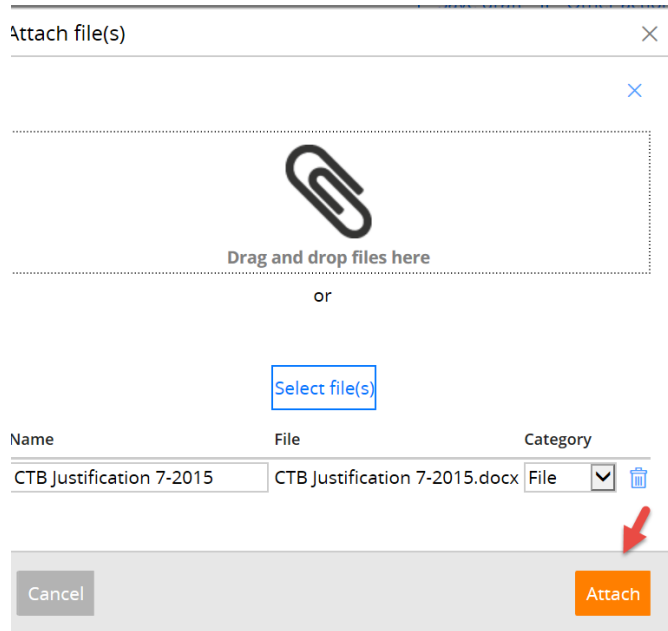 Attach file(s)
Drag and drop files here
or
Select file(s)
Name File Category
CTB Justification 7-2015 CTB Justification 7-2015.docx File
Cancel Attach